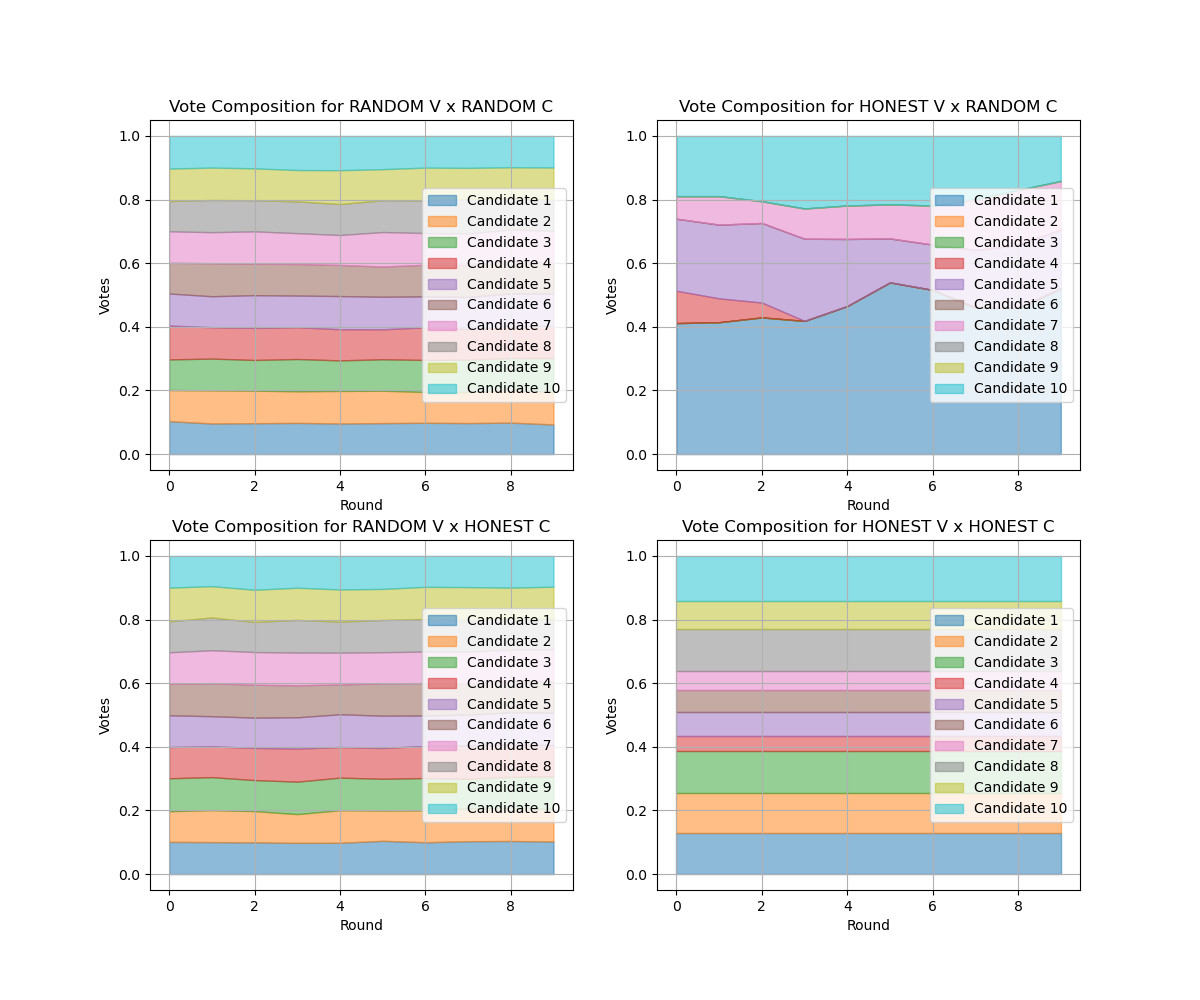 Vote Composition for RANDOM V x RANDOM C
1.0
0.8
0.6
0.4
0.2
0.0
Votes
0 2 4 6 8
Round
Candidate 1
Candidate 2
Candidate 3
Candidate 4
Candidate 5
Candidate 6
Candidate 7
Candidate 8
Candidate 9
Candidate 10
Vote Composition for HONEST V x RANDOM C
1.0
0.8
0.6
0.4
0.2
0.0
Votes
0 2 4 6 8
Round
Candidate 1
Candidate 2
Candidate 3
Candidate 4
Candidate 5
Candidate 6
Candidate 7
Candidate 8
Candidate 9
Candidate 10
Vote Composition for RANDOM V x HONEST C
1.0
0.8
0.6
0.4
0.2
0.0
Votes
0 2 4 6 8
Round
Candidate 1
Candidate 2
Candidate 3
Candidate 4
Candidate 5
Candidate 6
Candidate 7
Candidate 8
Candidate 9
Candidate 10
Vote Composition for HONEST V x HONEST C
1.0
0.8
0.6
0.4
0.2
0.0
Votes
0 2 4 6 8
Round
Candidate 1
Candidate 2
Candidate 3
Candidate 4
Candidate 5
Candidate 6
Candidate 7
Candidate 8
Candidate 9
Candidate 10